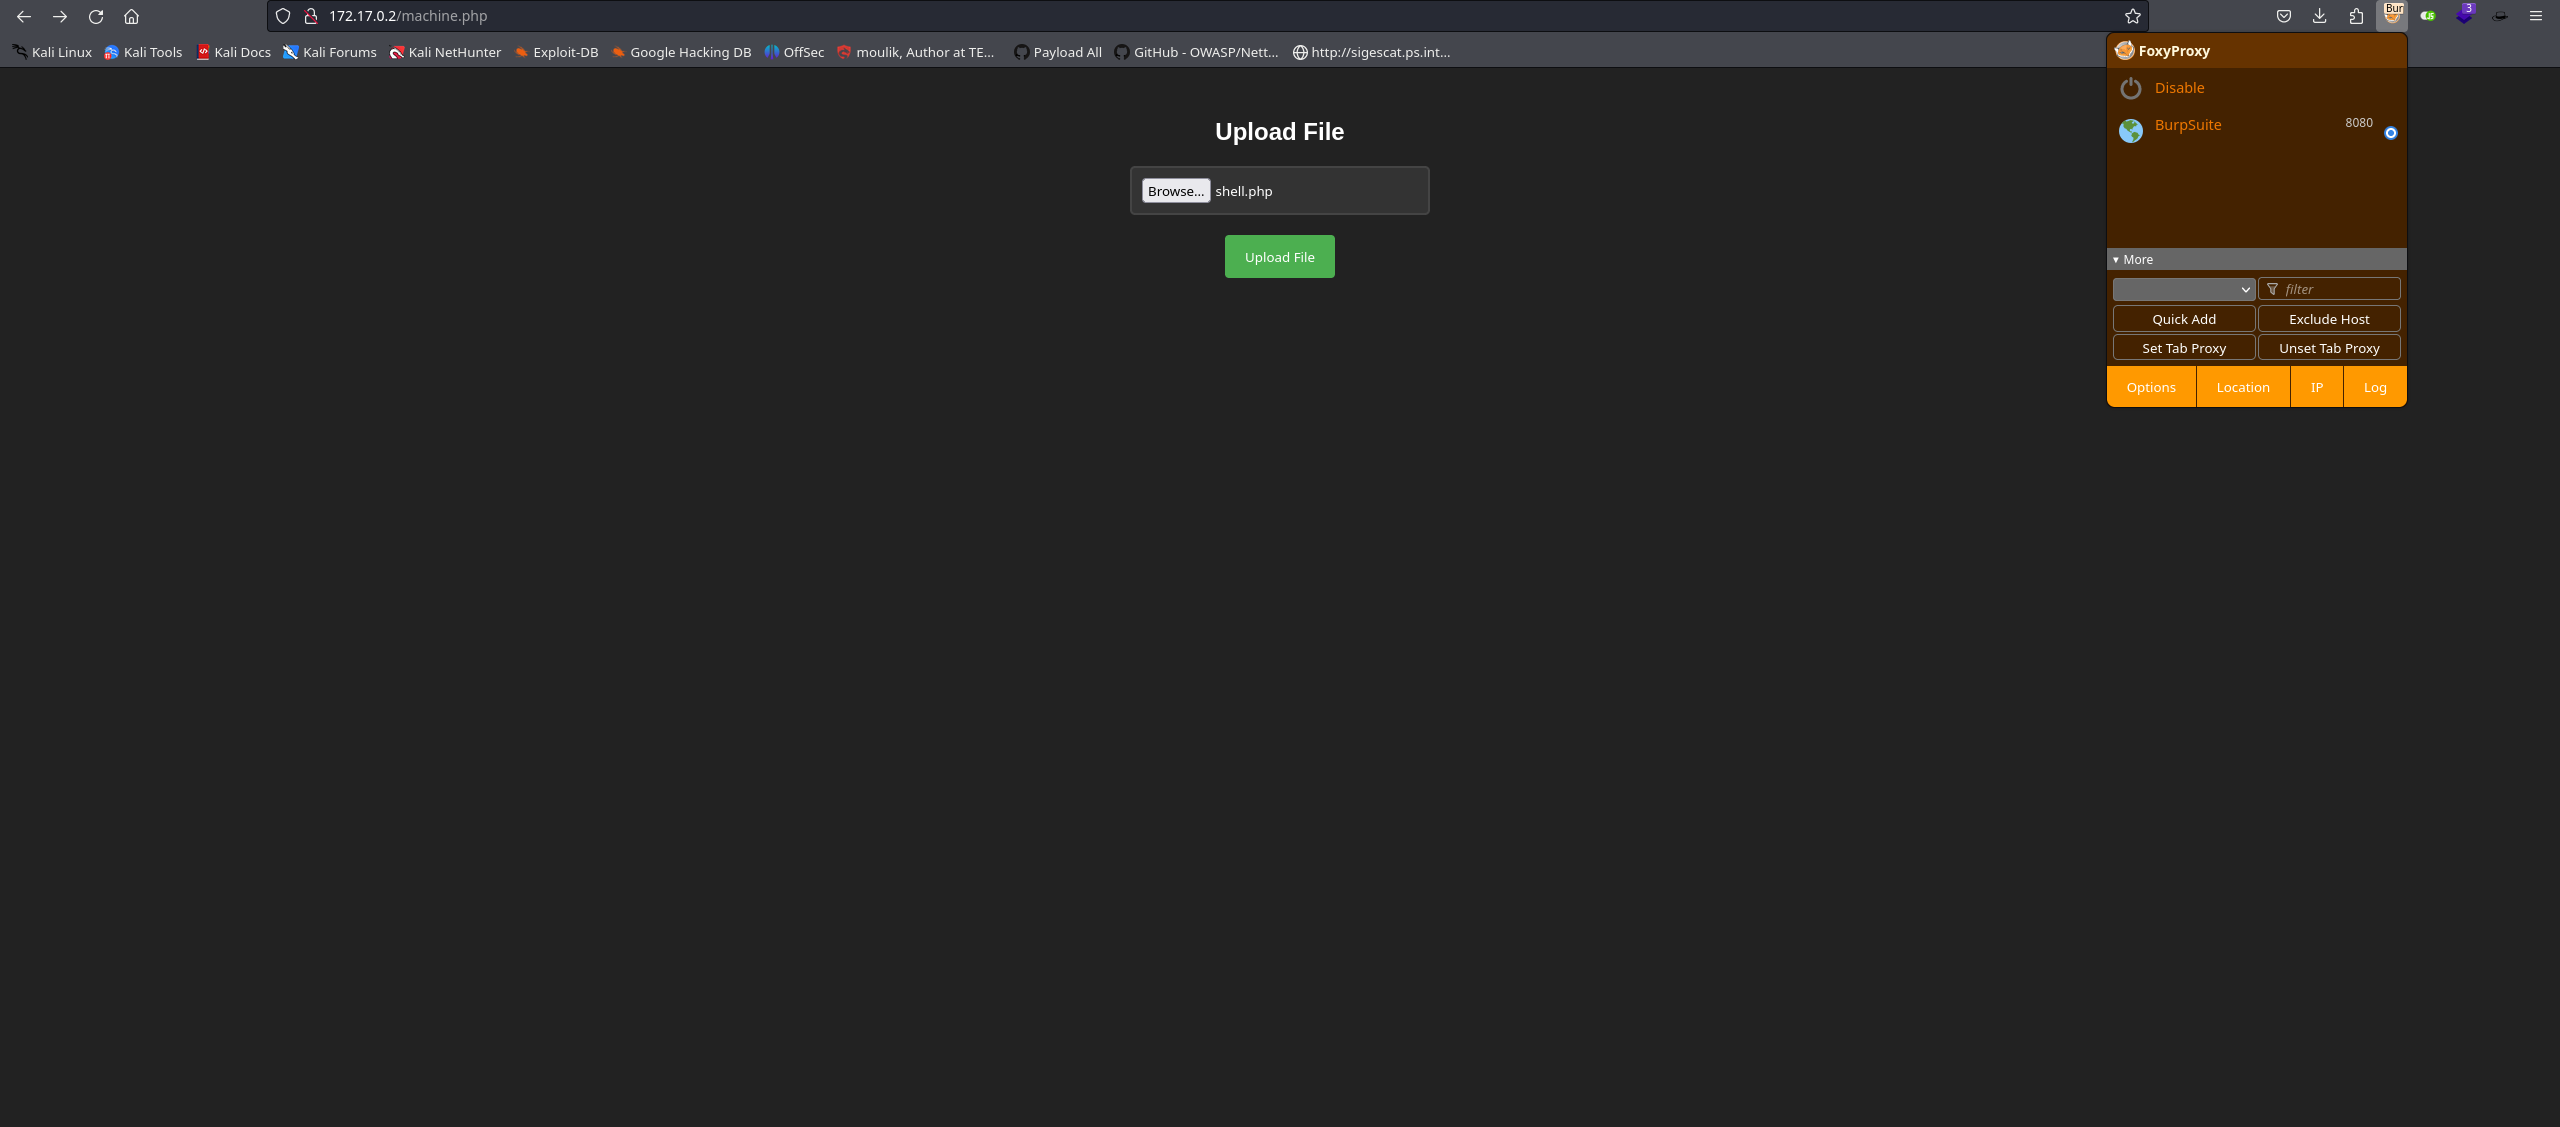 172.17.0.2/machine.php
Bur
3
Kali Linux Kali Tools Kali Docs Kali Forums Kali NetHunter Exploit-DB Google Hacking DB OffSec moulik, Author at TE... Payload All GitHub - OWASP/Nett... http://sigescat.ps.int...
FoxyProxy
Disable
BurpSuite 8080
More
filter
Quick Add Exclude Host
Set Tab Proxy Unset Tab Proxy
Options Location IP Log
Upload File
Browse... shell.php
Upload File